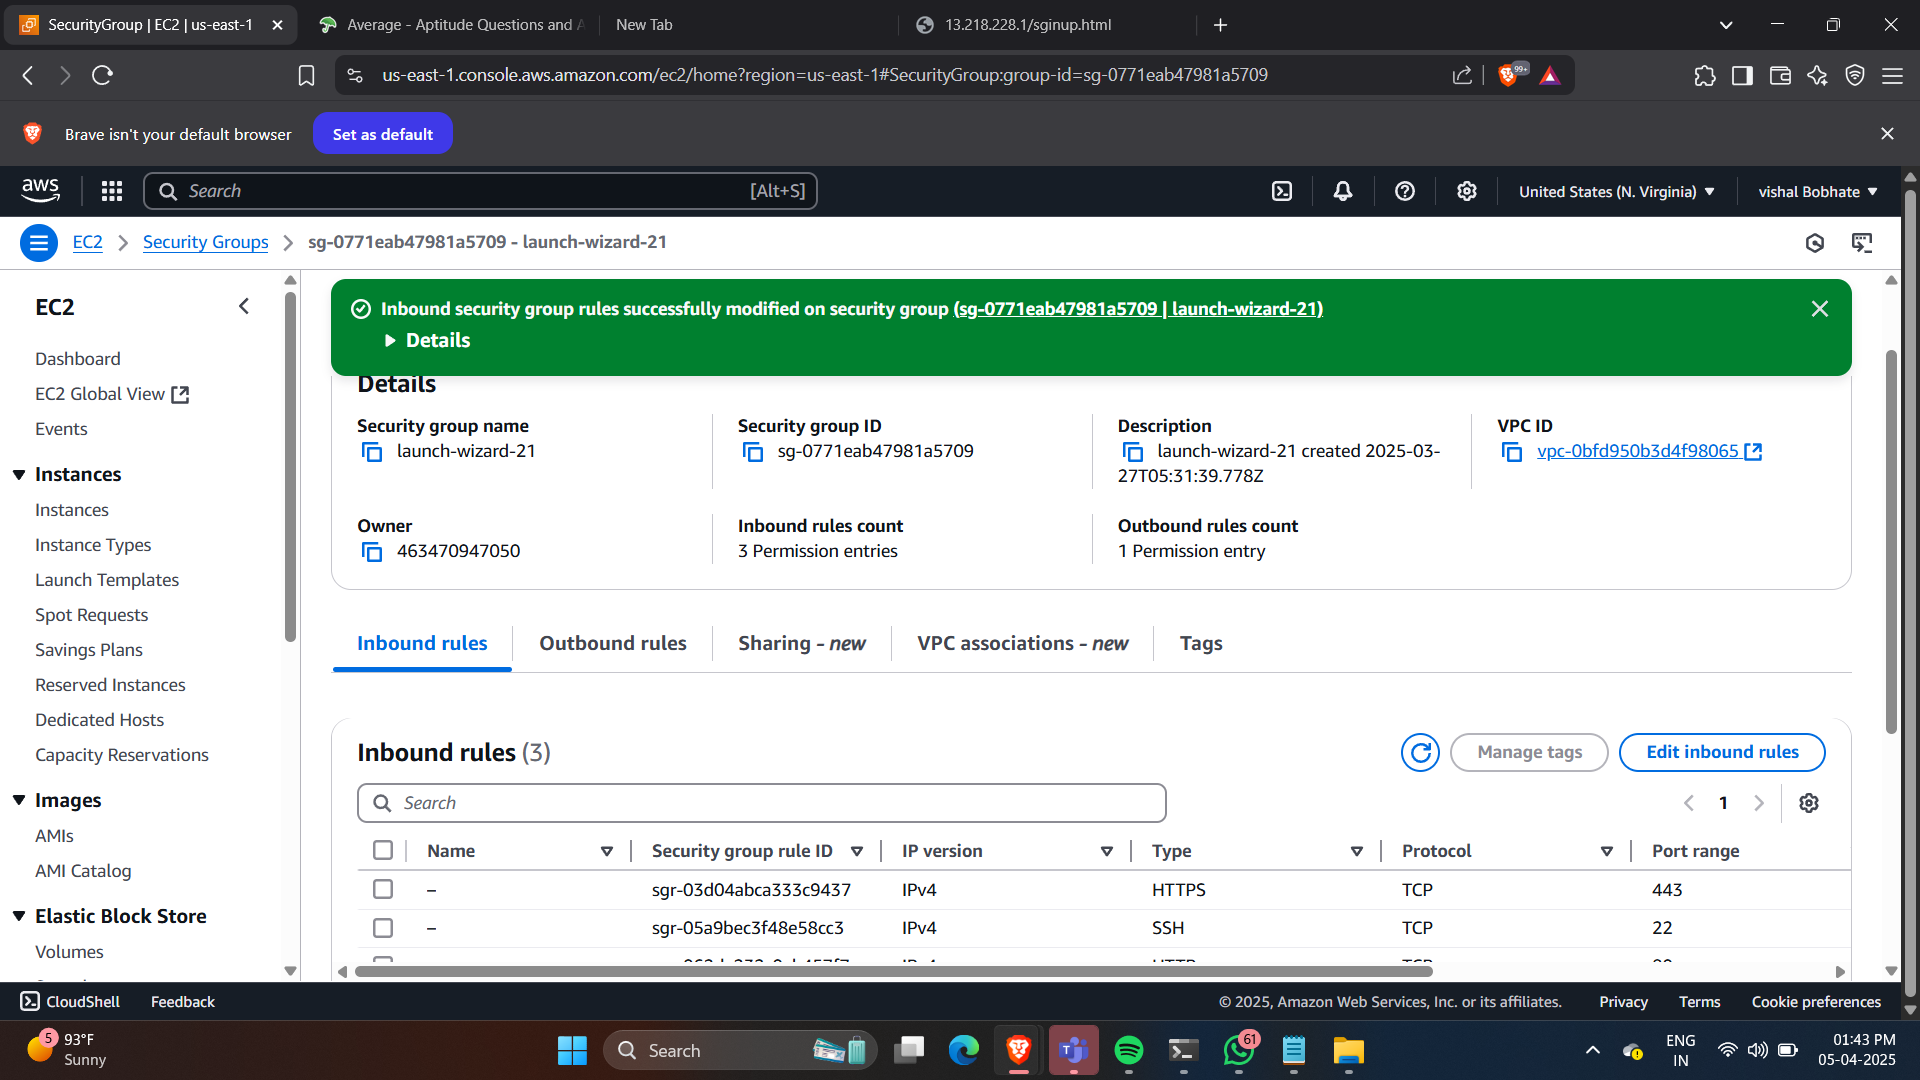 SecurityGroup | EC2 | us-east-1
Average - Aptitude Questions and A
New Tab
13.218.228.1/sginup.html
us-east-1.console.aws.amazon.com/ec2/home?region=us-east-1#SecurityGroup:group-id=sg-0771eab47981a5709
99+
Brave isn't your default browser
Set as default
aws
Search
[Alt+S]
United States (N. Virginia)
vishal Bobhate
EC2
Security Groups
sg-0771eab47981a5709 - launch-wizard-21
EC2
Dashboard
EC2 Global View
Events
Instances
Instances
Instance Types
Launch Templates
Spot Requests
Savings Plans
Reserved Instances
Dedicated Hosts
Capacity Reservations
Images
AMIs
AMI Catalog
Elastic Block Store
Volumes
Inbound security group rules successfully modified on security group (sg-0771eab47981a5709 | launch-wizard-21)
Details
Details
Security group name
launch-wizard-21
Security group ID
sg-0771eab47981a5709
Description
launch-wizard-21 created 2025-03-
27T05:31:39.778Z
VPC ID
vpc-0bfd950b3d4f98065
Owner
463470947050
Inbound rules count
3 Permission entries
Outbound rules count
1 Permission entry
Inbound rules
Outbound rules
Sharing - new
VPC associations - new
Tags
Inbound rules (3)
Manage tags
Edit inbound rules
Search
1
Name
Security group rule ID
IP version
Type
Protocol
Port range
– sgr-03d04abca333c9437 IPv4 HTTPS TCP 443
– sgr-05a9bec3f48e58cc3 IPv4 SSH TCP 22
CloudShell
Feedback
© 2025, Amazon Web Services, Inc. or its affiliates.
Privacy
Terms
Cookie preferences
5
93°F
Sunny
Search
61
ENG
IN
01:43 PM
05-04-2025